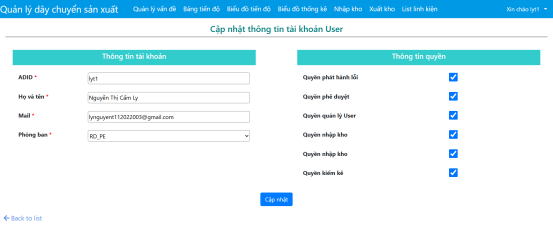 Quản lý dây chuyền sản xuất Quản lý vấn đề Bảng tiến độ Biểu đồ tiến độ Biểu đồ thống kê Nhập kho Xuất kho List linh kiện Xin chào lyt1
Cập nhật thông tin tài khoản User
Thông tin tài khoản
ADID * lyt1
Họ và tên * Nguyễn Thị Cẩm Ly
Mail * lynguyent112022003@gmail.com
Phòng ban * RD_PE
Thông tin quyền
Quyền phát hành lỗi
Quyền phê duyệt
Quyền quản lý User
Quyền nhập kho
Quyền nhập kho
Quyền kiểm kê
Cập nhật
Back to list